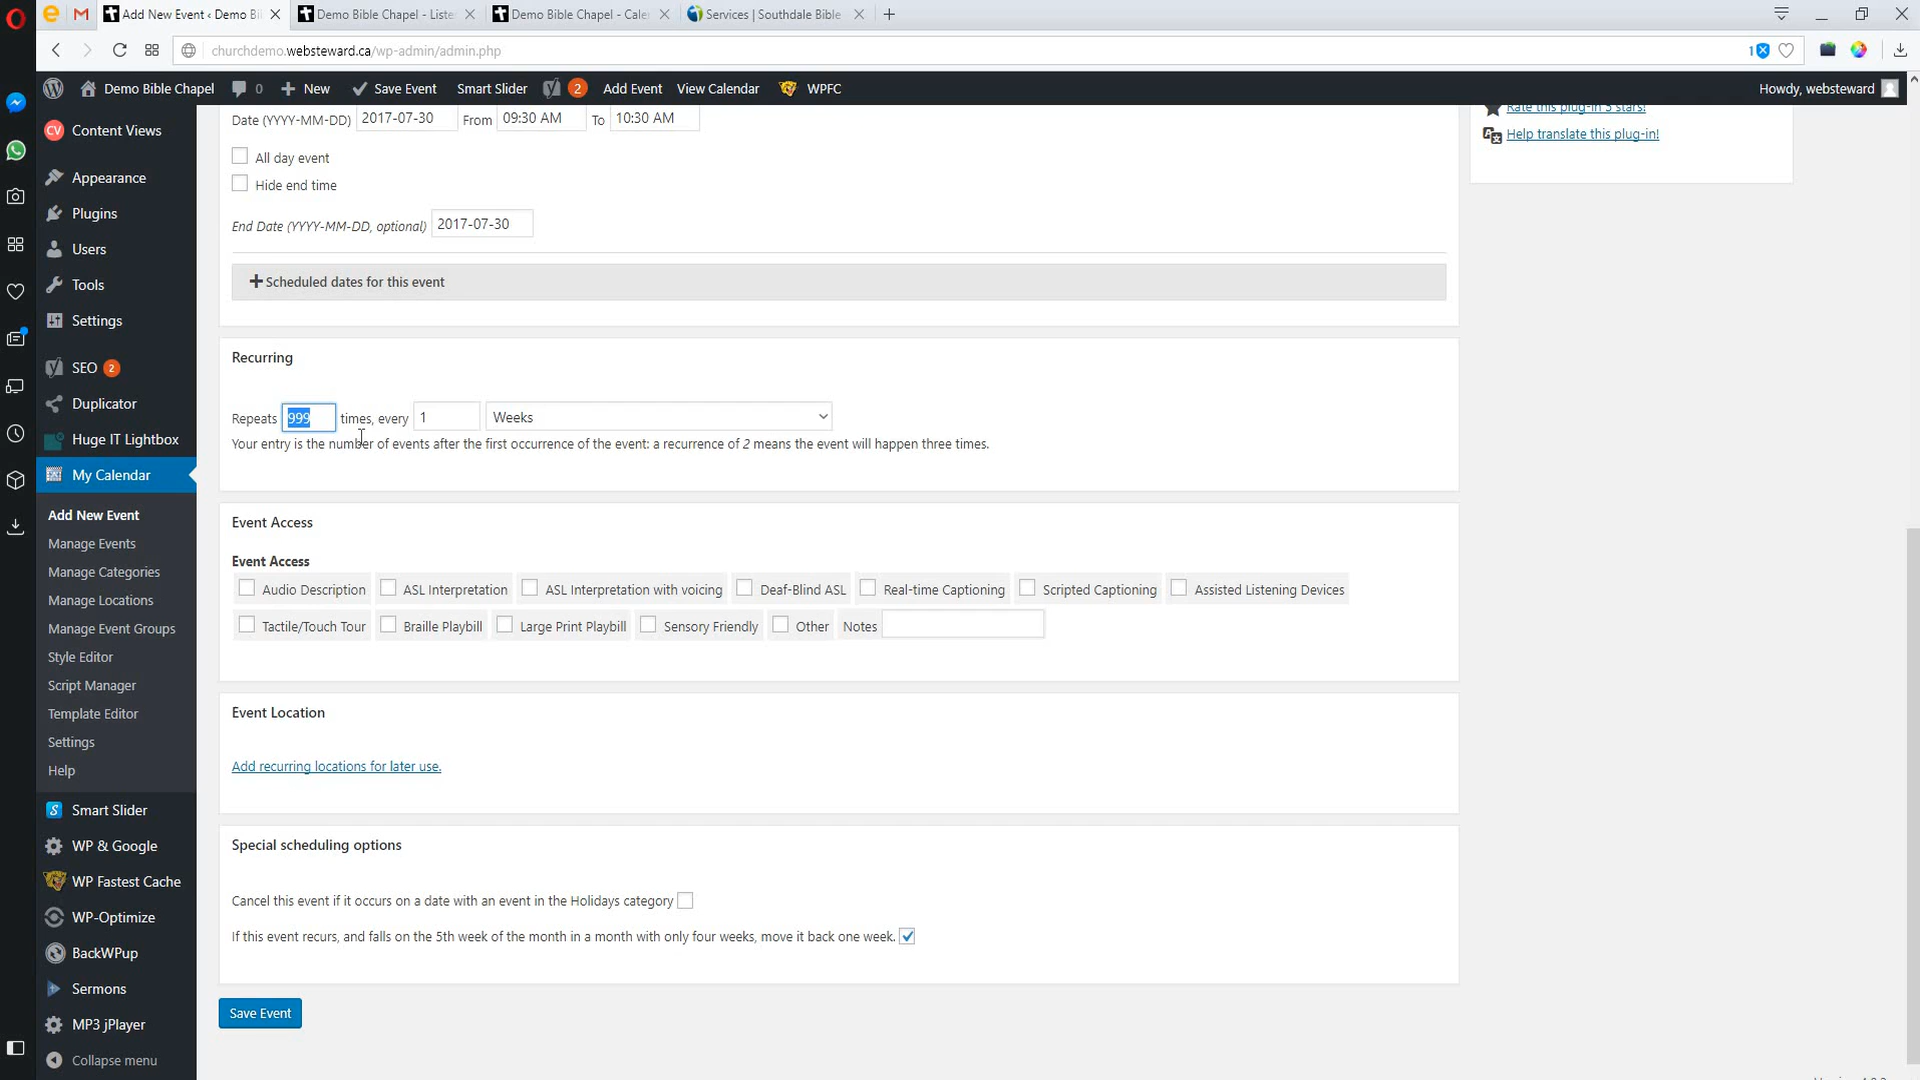 Add New Event ‹ Demo Bi
Demo Bible Chapel - Liste
Demo Bible Chapel - Cale
Services | Southdale Bible
churchdemo.websteward.ca/wp-admin/admin.php
1
Demo Bible Chapel
0
New
Save Event
Smart Slider
2
Add Event
View Calendar
WPFC
Howdy, websteward
CV Content Views
Appearance
Plugins
Users
Tools
Settings
SEO 2
Duplicator
Huge IT Lightbox
My Calendar
Add New Event
Manage Events
Manage Categories
Manage Locations
Manage Event Groups
Style Editor
Script Manager
Template Editor
Settings
Help
Smart Slider
WP & Google
WP Fastest Cache
WP-Optimize
BackWPup
Sermons
MP3 jPlayer
Collapse menu
Date (YYYY-MM-DD) 2017-07-30 From 09:30 AM To 10:30 AM
All day event
Hide end time
End Date (YYYY-MM-DD, optional) 2017-07-30
Scheduled dates for this event
Recurring
Repeats 999 times, every 1 Weeks
Your entry is the number of events after the first occurrence of the event: a recurrence of 2 means the event will happen three times.
Event Access
Event Access
Audio Description ASL Interpretation ASL Interpretation with voicing Deaf-Blind ASL Real-time Captioning Scripted Captioning Assisted Listening Devices
Tactile/Touch Tour Braille Playbill Large Print Playbill Sensory Friendly Other Notes
Event Location
Add recurring locations for later use.
Special scheduling options
Cancel this event if it occurs on a date with an event in the Holidays category
If this event recurs, and falls on the 5th week of the month in a month with only four weeks, move it back one week.
Save Event
Rate this plug-in 5 stars!
Help translate this plug-in!